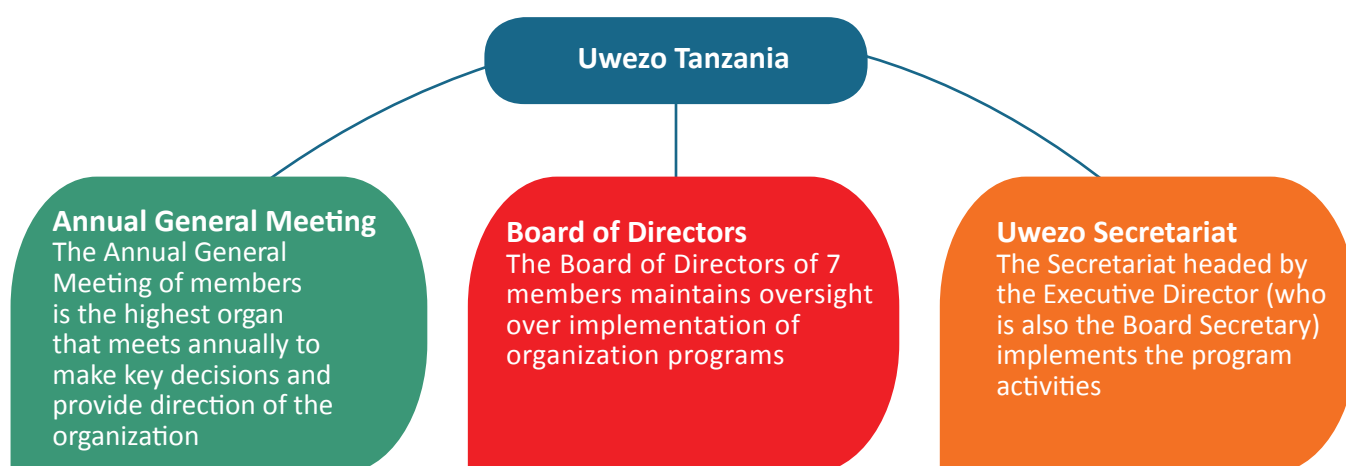 Uwezo Tanzania
Annual General Meeting
The Annual General
Meeting of members
is the highest organ
that meets annually to
make key decisions and
provide direction of the
organization
Board of Directors
The Board of Directors of 7
members maintains oversight
over implementation of
organization programs
Uwezo Secretariat
The Secretariat headed by
the Executive Director (who
is also the Board Secretary)
implements the program
activities